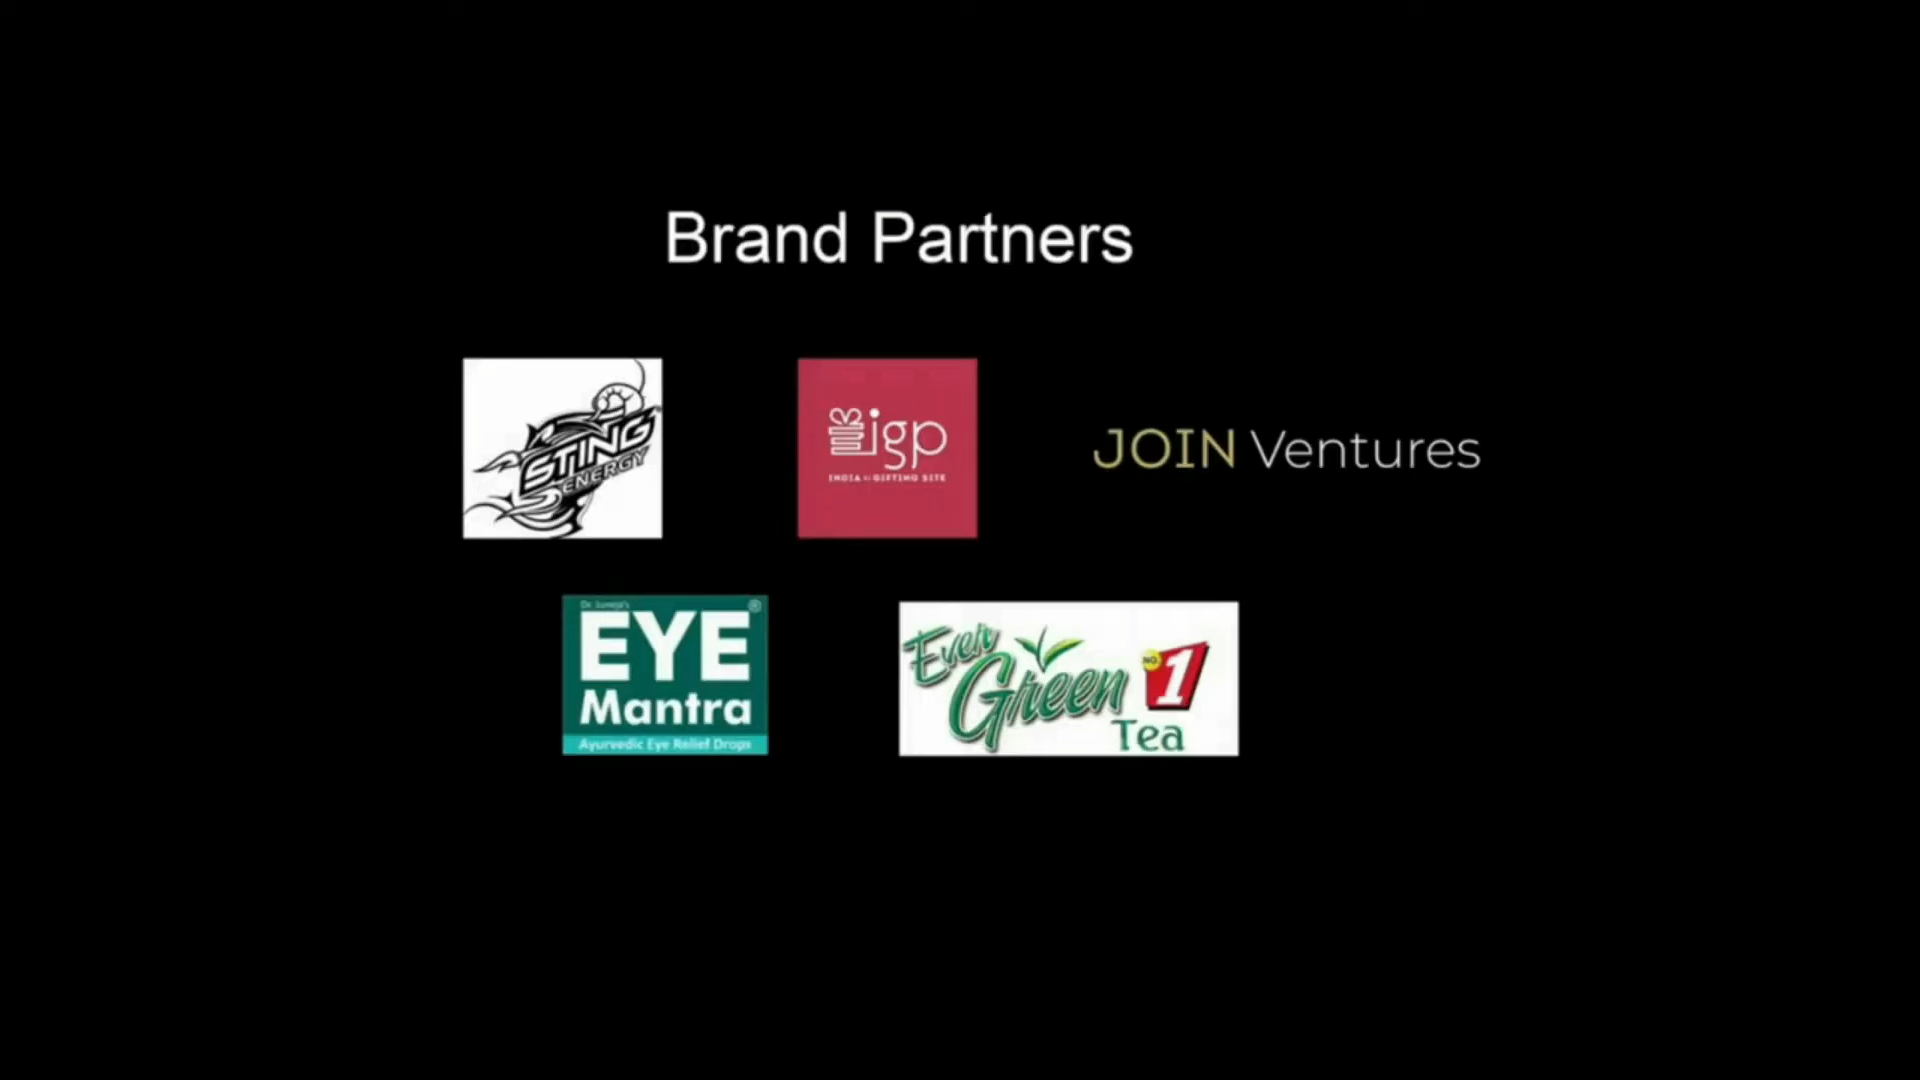 Brand Partners
STING
ENERGY
igp
INDIA #1 GIFTING SITE
JOIN Ventures
Dr. Juneja's
EYE ®
Mantra
Ayurvedic Eye Relief Drops
Ever
Green NO. 1
Tea